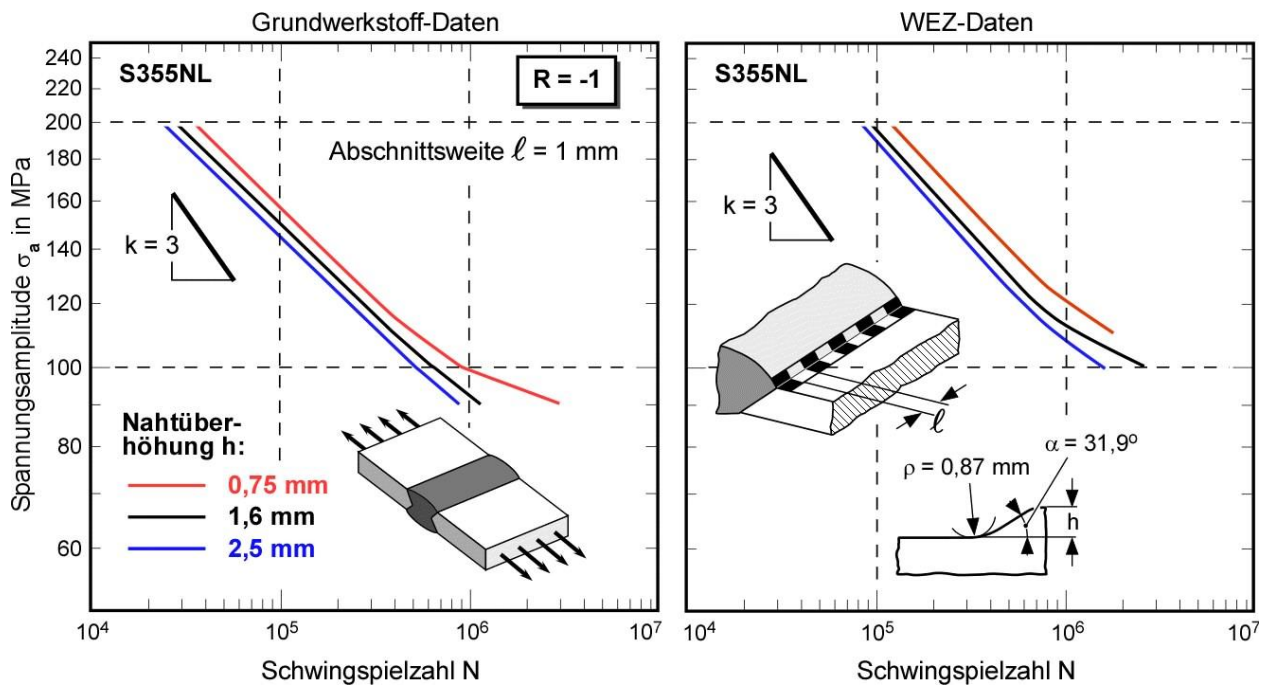 Grundwerkstoff-Daten
240
220
200
180
160
140
120
100
80
60
Spannungsamplitude σa in MPa
S355NL
R = -1
Abschnittsweite ℓ = 1 mm
k = 3
Nahtüber-
höhung h:
0,75 mm
1,6 mm
2,5 mm
10⁴ 10⁵ 10⁶ 10⁷
Schwingspielzahl N
WEZ-Daten
S355NL
k = 3
ℓ
α = 31,9º
ρ = 0,87 mm
h
10⁵ 10⁶ 10⁷
Schwingspielzahl N